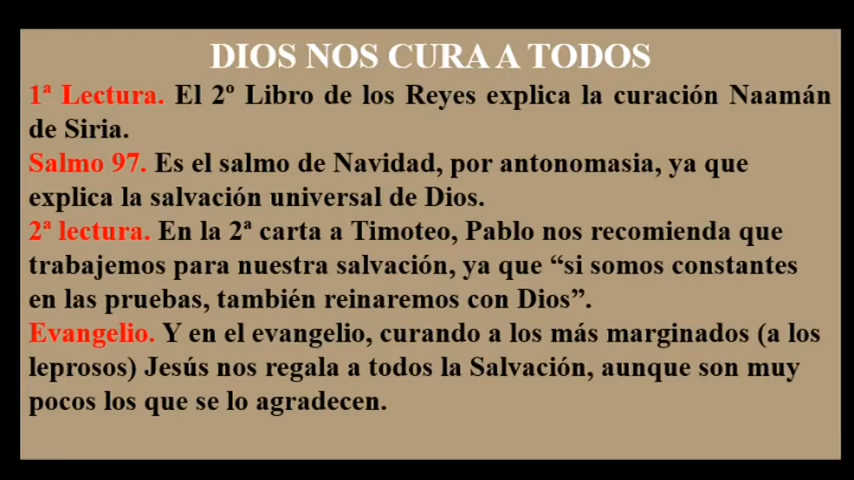 DIOS NOS CURA A TODOS
1ª Lectura. El 2º Libro de los Reyes explica la curación Naamán
de Siria.
Salmo 97. Es el salmo de Navidad, por antonomasia, ya que
explica la salvación universal de Dios.
2ª lectura. En la 2ª carta a Timoteo, Pablo nos recomienda que
trabajemos para nuestra salvación, ya que “si somos constantes
en las pruebas, también reinaremos con Dios”.
Evangelio. Y en el evangelio, curando a los más marginados (a los
leprosos) Jesús nos regala a todos la Salvación, aunque son muy
pocos los que se lo agradecen.